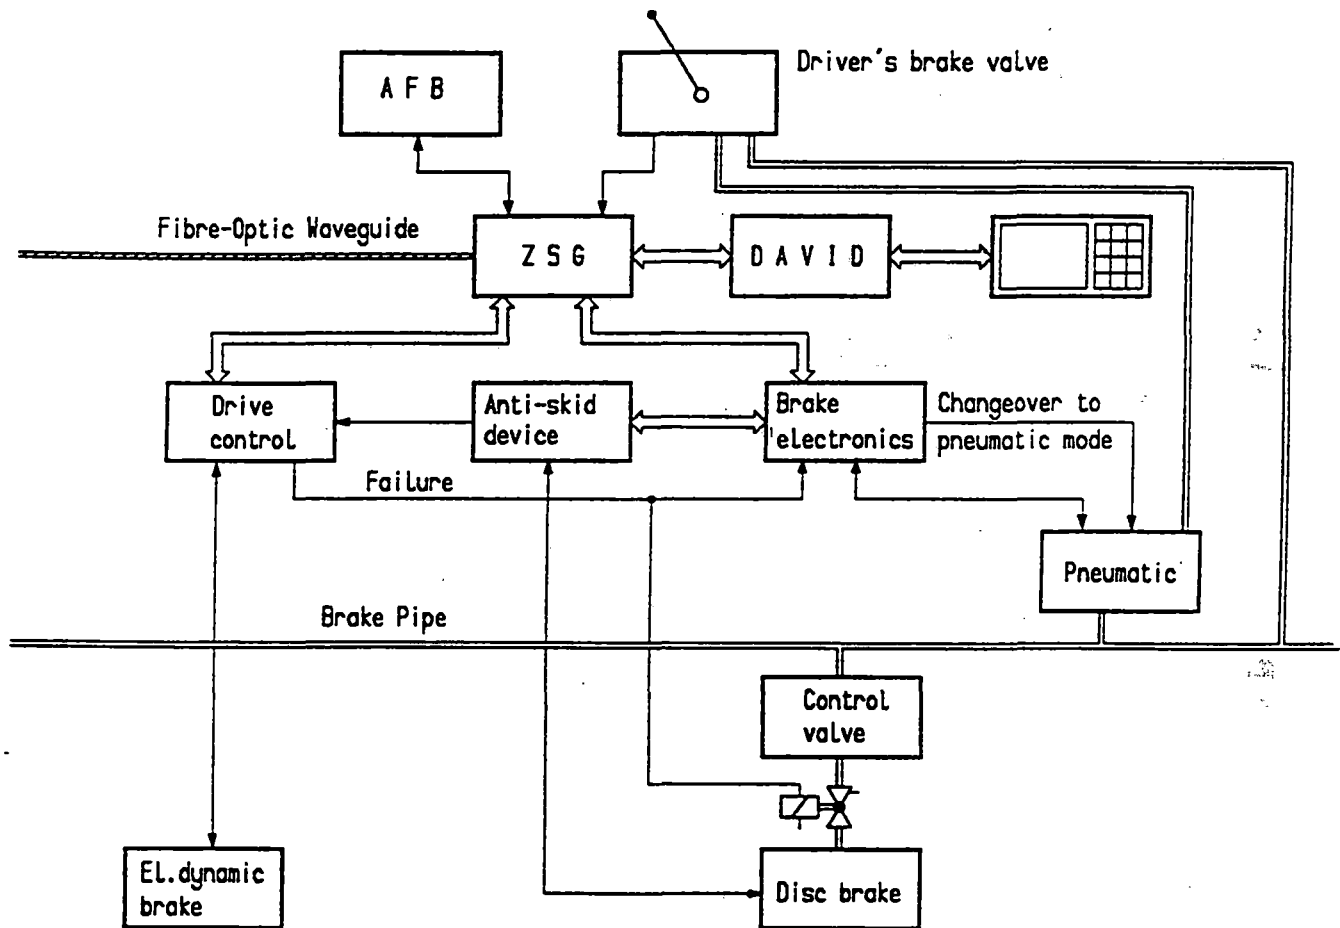 A F B
Driver's brake valve
Fibre-Optic Waveguide
Z S G
D A V I D
Drive
control
Anti-skid
device
Brake
electronics
Changeover to
pneumatic mode
Failure
Pneumatic
Brake Pipe
Control
valve
El.dynamic
brake
Disc brake